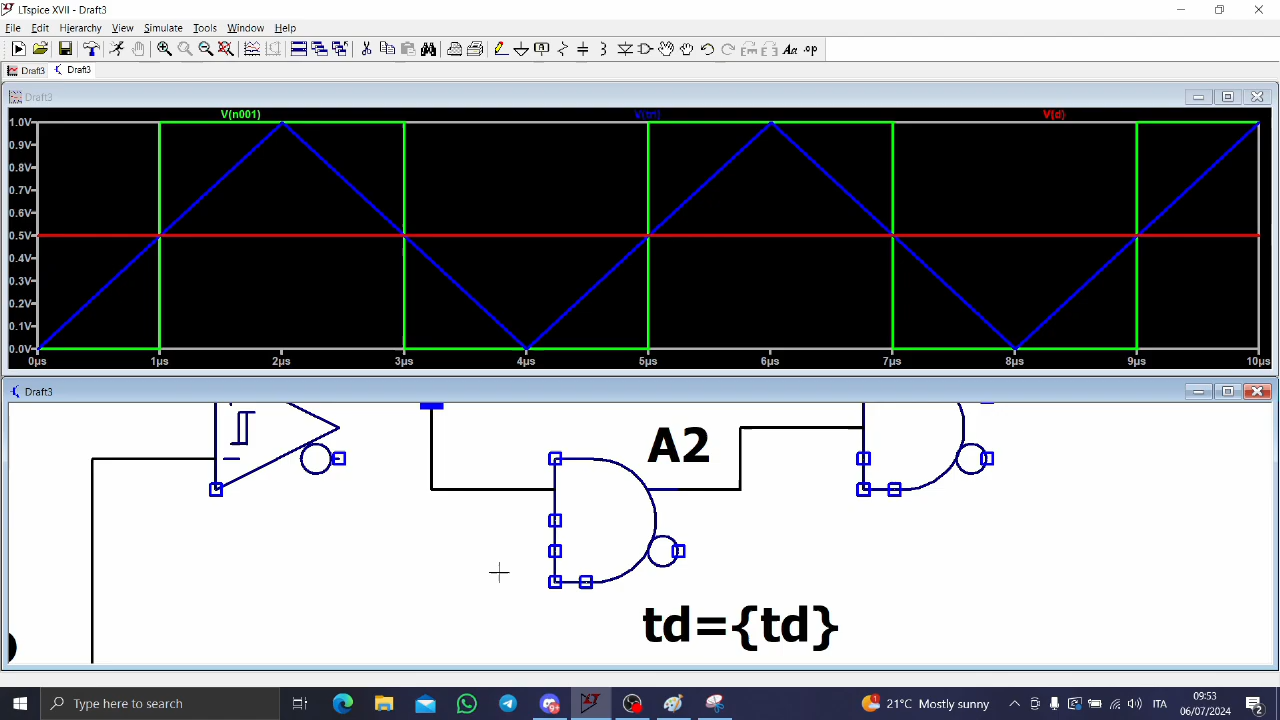 LTspice XVII - Draft3
File Edit Hierarchy View Simulate Tools Window Help
Draft3 Draft3
Draft3
V(n001) V(tri) V(d)
1.0V
0.9V
0.8V
0.7V
0.6V
0.5V
0.4V
0.3V
0.2V
0.1V
0.0V
0µs 1µs 2µs 3µs 4µs 5µs 6µs 7µs 8µs 9µs 10µs
Draft3
A2
td={td}
Type here to search
21°C Mostly sunny
ITA
09:53
06/07/2024